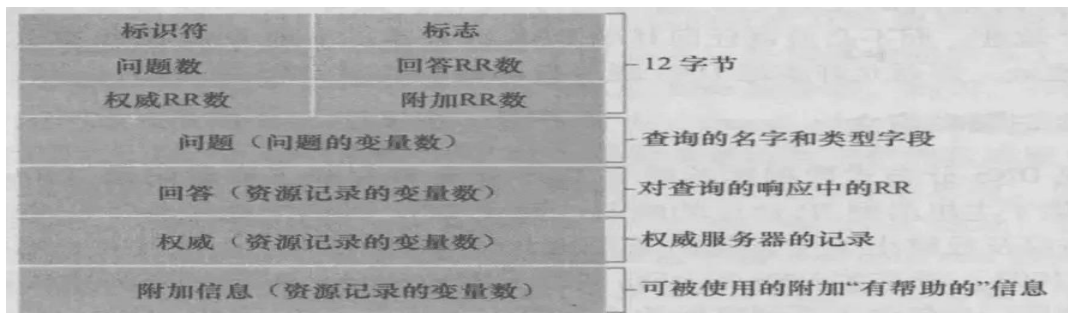 标识符 标志
问题数 回答RR数 12 字节
权威RR数 附加RR数
问题（问题的变量数） 查询的名字和类型字段
回答（资源记录的变量数） 对查询的响应中的RR
权威（资源记录的变量数） 权威服务器的记录
附加信息（资源记录的变量数） 可被使用的附加“有帮助的”信息